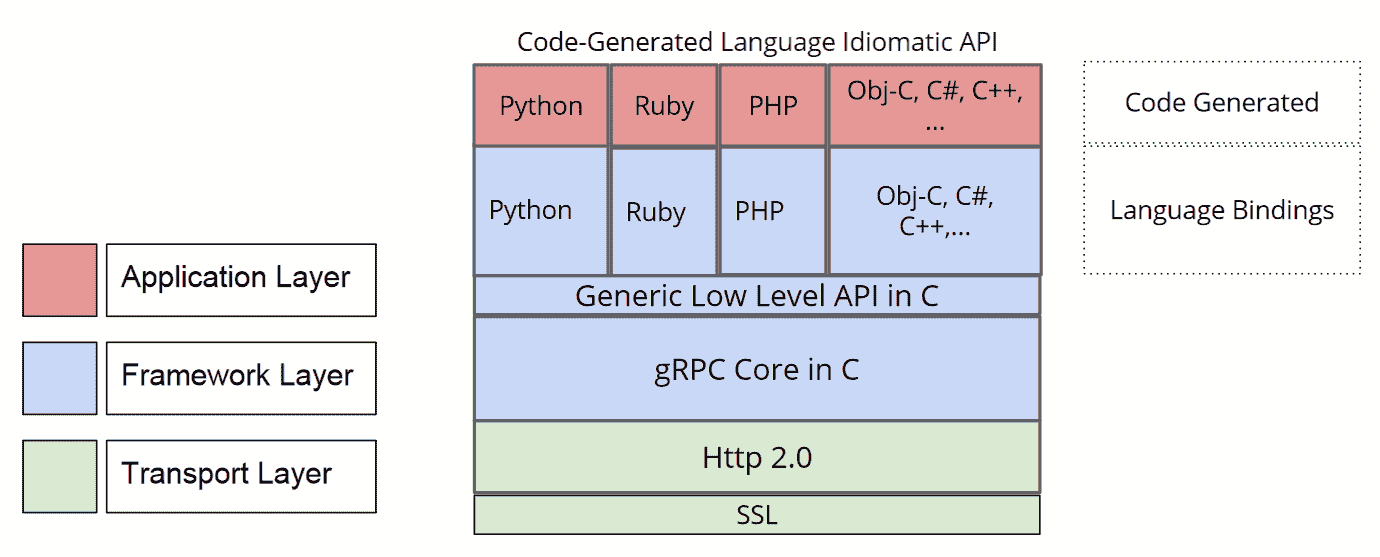 Code-Generated Language Idiomatic API
Python
Ruby
PHP
Obj-C, C#, C++,
...
Code Generated
Python
Ruby
PHP
Obj-C, C#,
C++,...
Language Bindings
Application Layer
Generic Low Level API in C
Framework Layer
gRPC Core in C
Transport Layer
Http 2.0
SSL